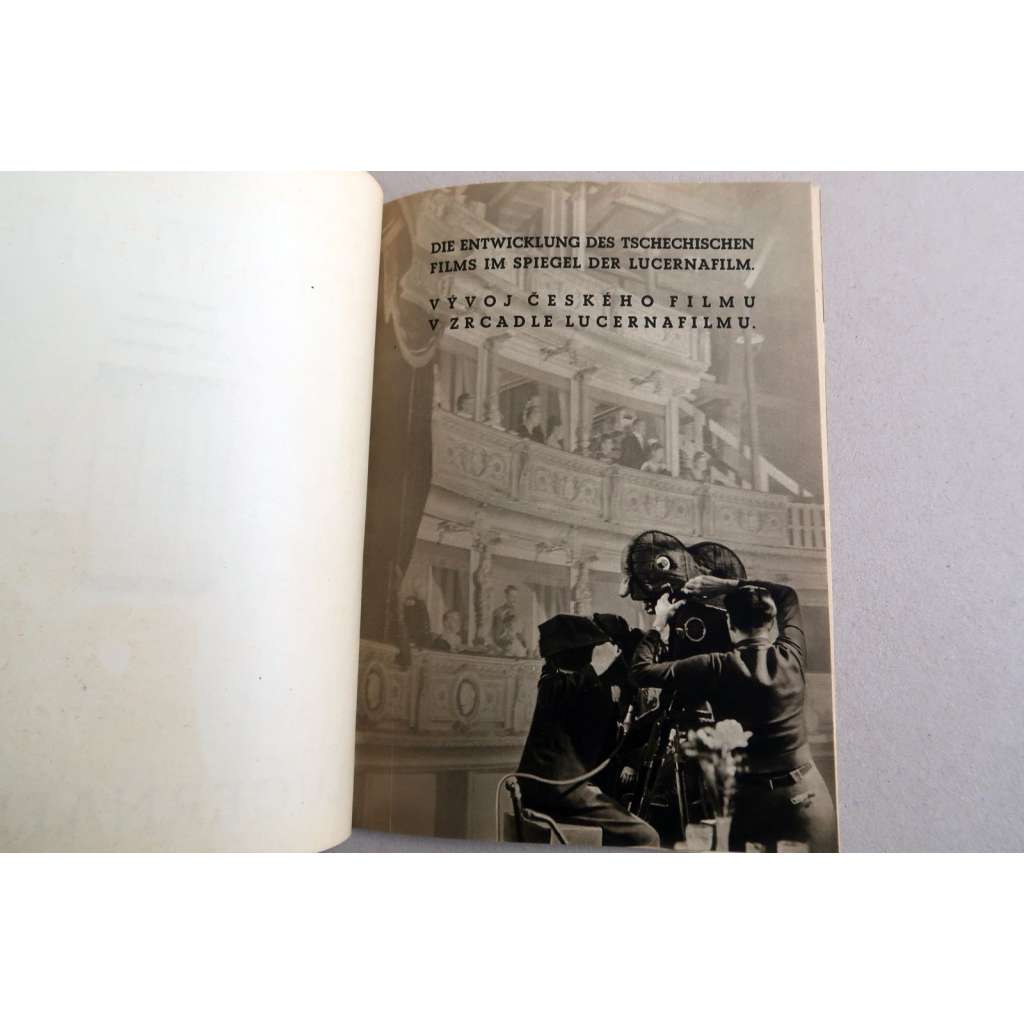 DIE ENTWICKLUNG DES TSCHECHISCHEN
FILMS IM SPIEGEL DER LUCERNAFILM.
VÝVOJ ČESKÉHO FILMU
V ZRCADLE LUCERNAFILMU.